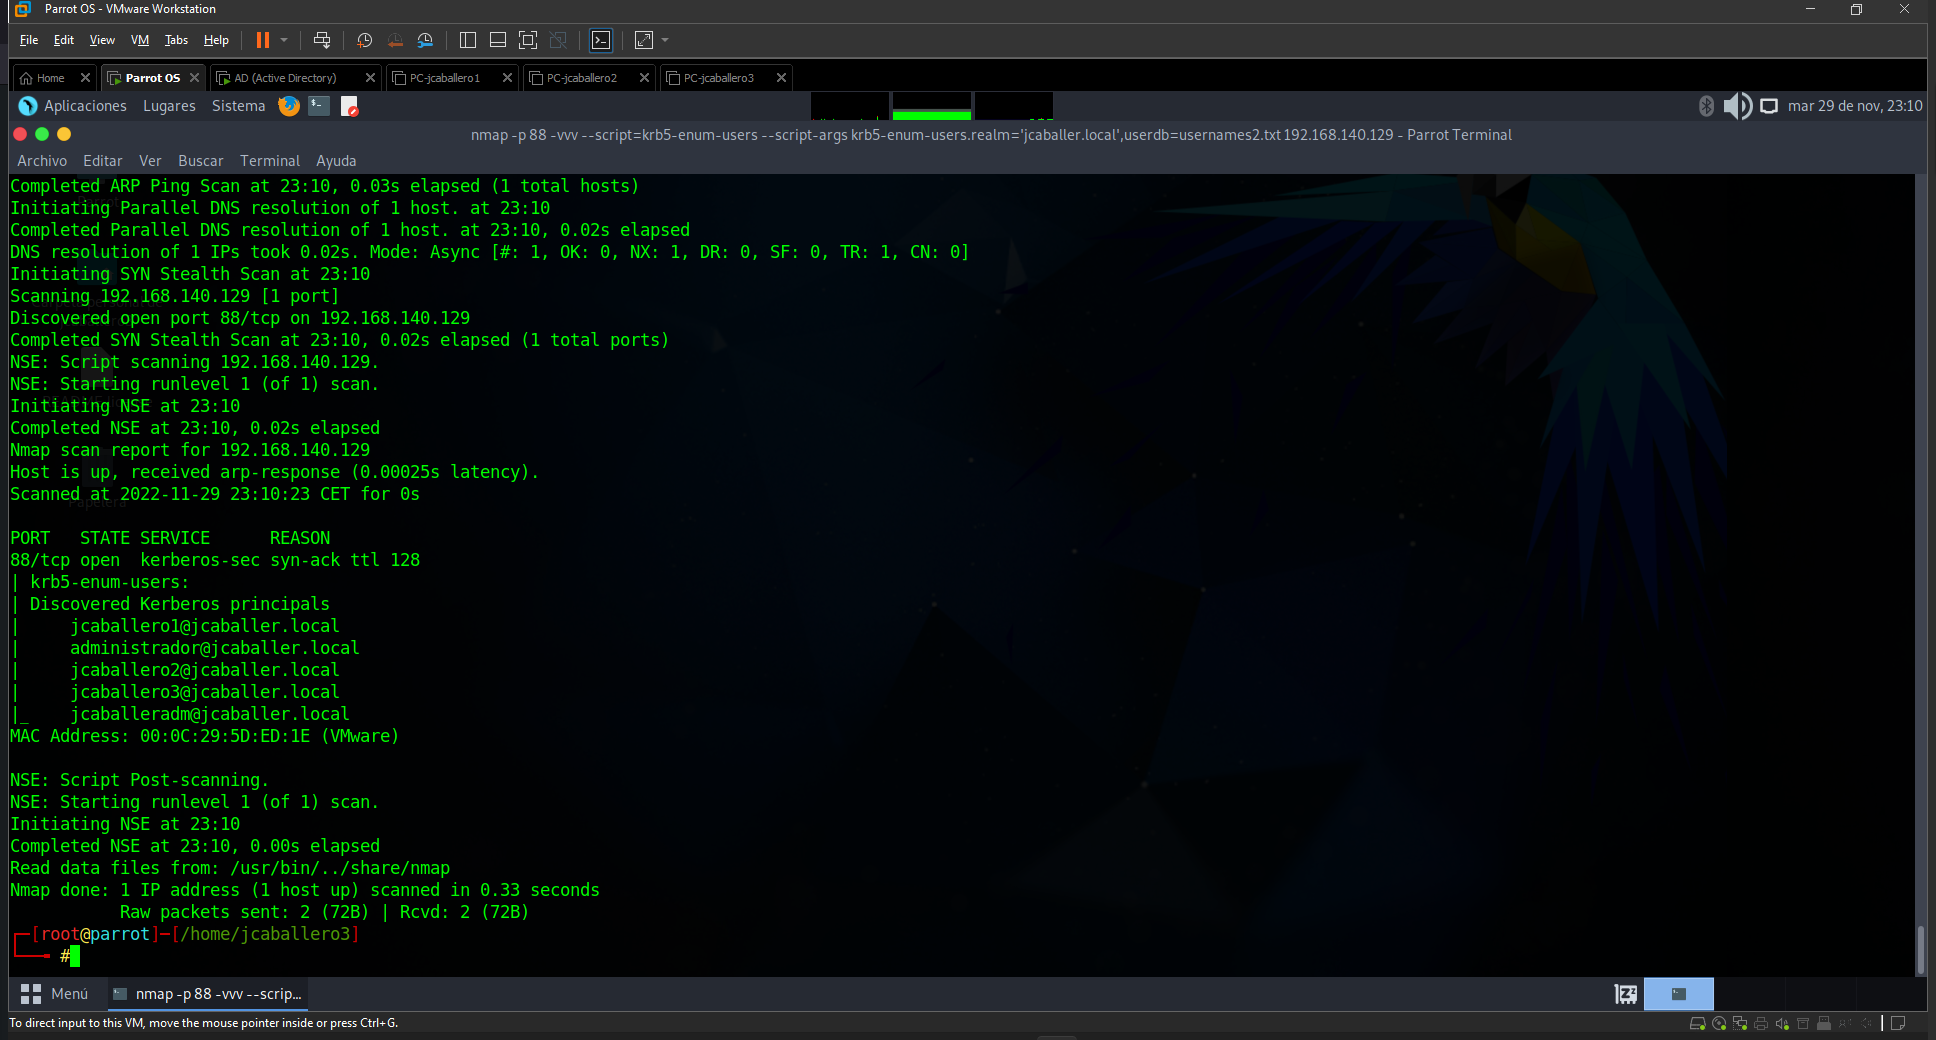 Parrot OS - VMware Workstation
File Edit View VM Tabs Help
Home Parrot OS AD (Active Directory) PC-jcaballero1 PC-jcaballero2 PC-jcaballero3
Aplicaciones Lugares Sistema mar 29 de nov, 23:10
nmap -p 88 -vvv --script=krb5-enum-users --script-args krb5-enum-users.realm='jcaballer.local',userdb=usernames2.txt 192.168.140.129 - Parrot Terminal
Archivo Editar Ver Buscar Terminal Ayuda
Completed ARP Ping Scan at 23:10, 0.03s elapsed (1 total hosts)
Initiating Parallel DNS resolution of 1 host. at 23:10
Completed Parallel DNS resolution of 1 host. at 23:10, 0.02s elapsed
DNS resolution of 1 IPs took 0.02s. Mode: Async [#: 1, OK: 0, NX: 1, DR: 0, SF: 0, TR: 1, CN: 0]
Initiating SYN Stealth Scan at 23:10
Scanning 192.168.140.129 [1 port]
Discovered open port 88/tcp on 192.168.140.129
Completed SYN Stealth Scan at 23:10, 0.02s elapsed (1 total ports)
NSE: Script scanning 192.168.140.129.
NSE: Starting runlevel 1 (of 1) scan.
Initiating NSE at 23:10
Completed NSE at 23:10, 0.02s elapsed
Nmap scan report for 192.168.140.129
Host is up, received arp-response (0.00025s latency).
Scanned at 2022-11-29 23:10:23 CET for 0s
Papelera
PORT   STATE SERVICE      REASON
88/tcp open  kerberos-sec syn-ack ttl 128
| krb5-enum-users:
| Discovered Kerberos principals
|     jcaballero1@jcaballer.local
|     administrador@jcaballer.local
|     jcaballero2@jcaballer.local
|     jcaballero3@jcaballer.local
|_    jcaballeradm@jcaballer.local
MAC Address: 00:0C:29:5D:ED:1E (VMware)
NSE: Script Post-scanning.
NSE: Starting runlevel 1 (of 1) scan.
Initiating NSE at 23:10
Completed NSE at 23:10, 0.00s elapsed
Read data files from: /usr/bin/../share/nmap
Nmap done: 1 IP address (1 host up) scanned in 0.33 seconds
Raw packets sent: 2 (72B) | Rcvd: 2 (72B)
[root@parrot]─[/home/jcaballero3]
#
Menú nmap -p 88 -vvv --scrip...
To direct input to this VM, move the mouse pointer inside or press Ctrl+G.